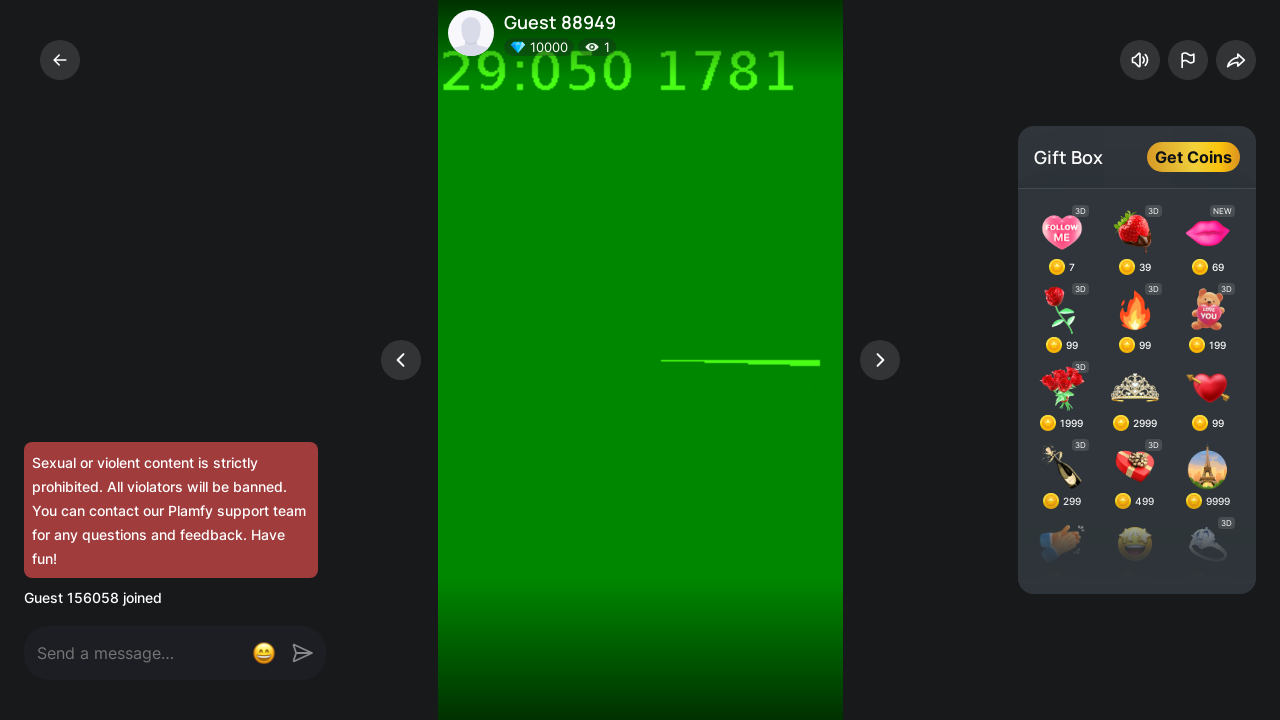 Guest 88949
10000 1
29:050 1781
Gift Box
Get Coins
3D 3D NEW
FOLLOW
ME
7 39 69
3D 3D 3D
LOVE
YOU
99 99 199
3D
1999 2999 99
3D 3D
299 499 9999
3D
Sexual or violent content is strictly
prohibited. All violators will be banned.
You can contact our Plamfy support team
for any questions and feedback. Have
fun!
Guest 156058 joined
Send a message...